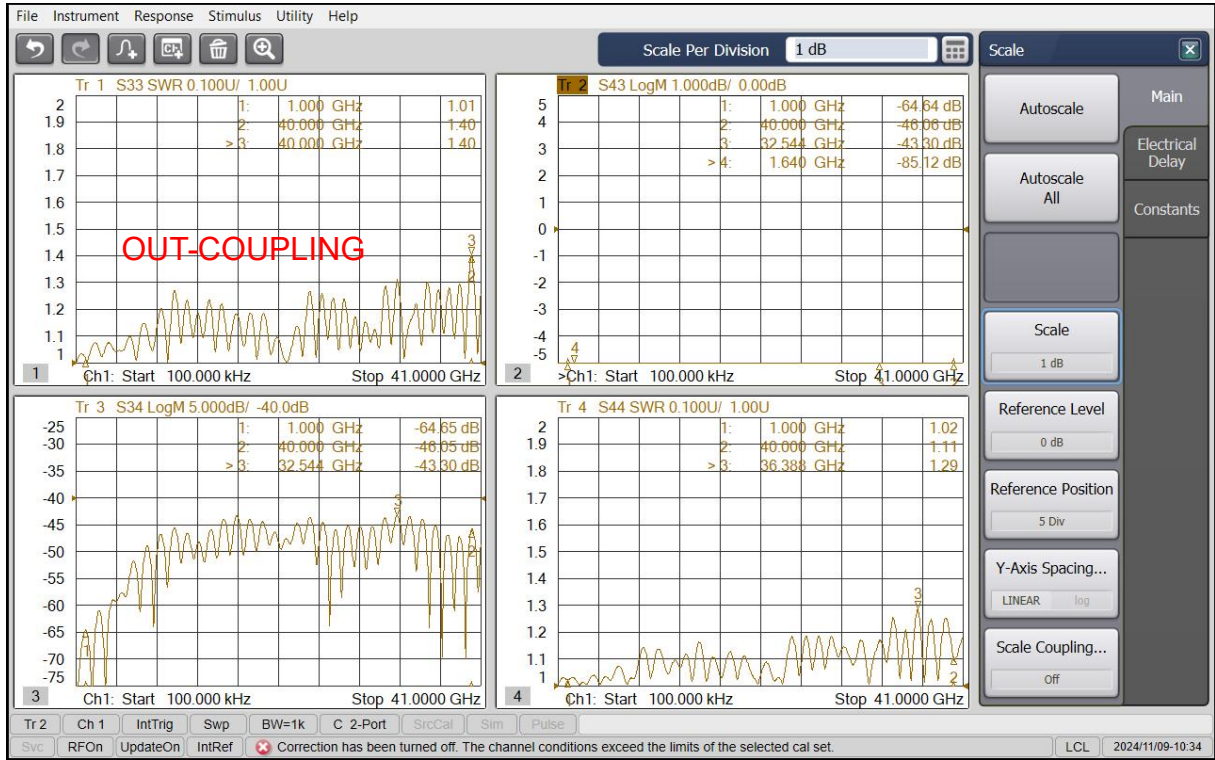 File Instrument Response Stimulus Utility Help
Scale Per Division 1 dB
Scale
Tr 1 S33 SWR 0.100U/ 1.00U
1: 1.000 GHz 1.01
2: 40.000 GHz 1.40
> 3: 40.000 GHz 1.40
2
1.9
1.8
1.7
1.6
1.5
1.4
1.3
1.2
1.1
1
OUT-COUPLING
3
2
1 Ch1: Start 100.000 kHz Stop 41.0000 GHz
Tr 2 S43 LogM 1.000dB/ 0.00dB
1: 1.000 GHz -64.64 dB
2: 40.000 GHz -46.06 dB
3: 32.544 GHz -43.30 dB
> 4: 1.640 GHz -85.12 dB
5
4
3
2
1
0
-1
-2
-3
-4
-5
4
2 >Ch1: Start 100.000 kHz Stop 41.0000 GHz
Tr 3 S34 LogM 5.000dB/ -40.0dB
1: 1.000 GHz -64.65 dB
2: 40.000 GHz -46.05 dB
> 3: 32.544 GHz -43.30 dB
-25
-30
-35
-40
-45
-50
-55
-60
-65
-70
-75
3
2
1
3 Ch1: Start 100.000 kHz Stop 41.0000 GHz
Tr 4 S44 SWR 0.100U/ 1.00U
1: 1.000 GHz 1.02
2: 40.000 GHz 1.11
> 3: 36.388 GHz 1.29
2
1.9
1.8
1.7
1.6
1.5
1.4
1.3
1.2
1.1
1
3
2
4 Ch1: Start 100.000 kHz Stop 41.0000 GHz
Autoscale
Autoscale
All
Scale
1 dB
Reference Level
0 dB
Reference Position
5 Div
Y-Axis Spacing...
LINEAR log
Scale Coupling...
Off
Main
Electrical
Delay
Constants
Tr 2 Ch 1 IntTrig Swp BW=1k C 2-Port SrcCal Sim Pulse
Svc RFOn UpdateOn IntRef Correction has been turned off. The channel conditions exceed the limits of the selected cal set. LCL 2024/11/09-10:34